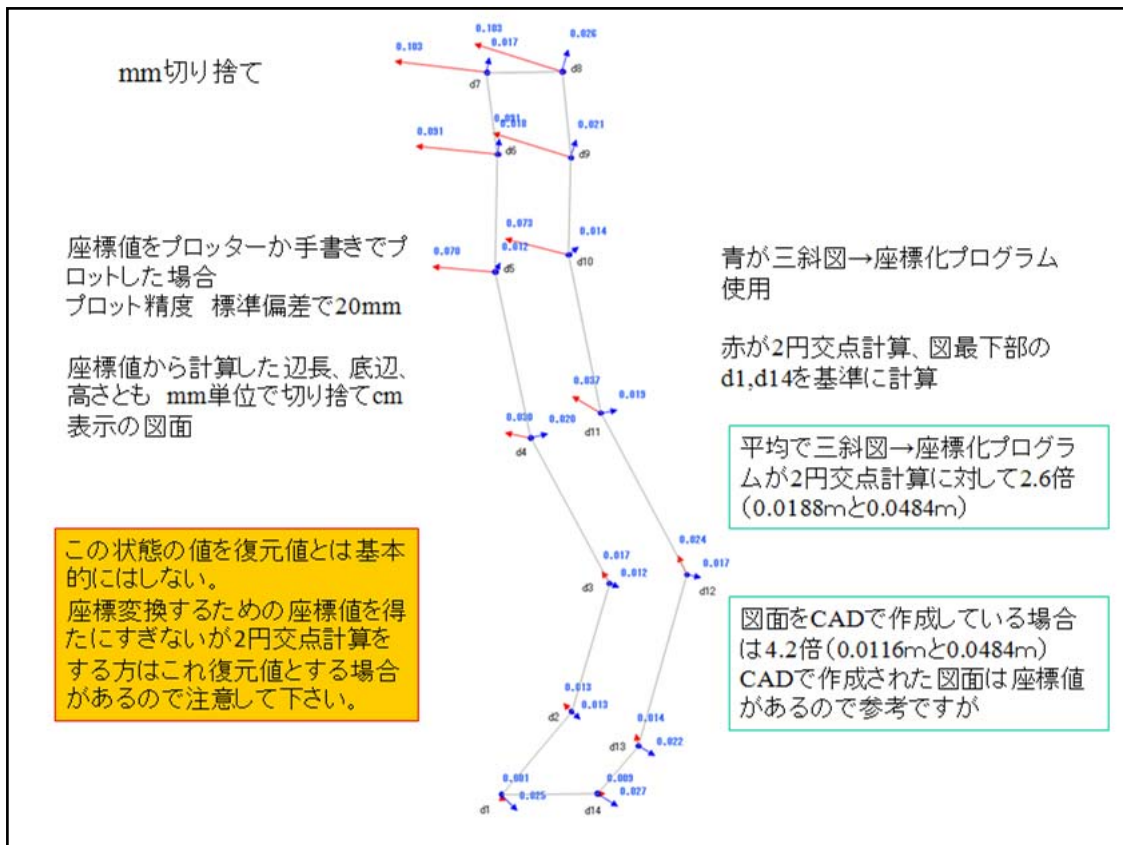 mm切り捨て
座標値をプロッターか手書きでプ
ロットした場合
プロット精度 標準偏差で20mm
座標値から計算した辺長、底辺、
高さとも mm単位で切り捨てcm
表示の図面
この状態の値を復元値とは基本
的にはしない。
座標変換するための座標値を得
たにすぎないが2円交点計算を
する方はこれ復元値とする場合
があるので注意して下さい。
0.103
0.026
0.103
0.017
d7
d8
0.091
0.091
0.018
0.021
d6
d9
0.073
0.014
0.070
0.012
d5
d10
0.037
0.019
0.030
0.020
d11
d4
0.024
0.017
0.017
0.012
d3
d12
0.013
0.013
d2
0.014
0.022
d13
0.001
0.009
0.025
0.027
d1
d14
青が三斜図→座標化プログラム
使用
赤が2円交点計算、図最下部の
d1,d14を基準に計算
平均で三斜図→座標化プログラ
ムが2円交点計算に対して2.6倍
(0.0188mと0.0484m)
図面をCADで作成している場合
は4.2倍(0.0116mと0.0484m)
CADで作成された図面は座標値
があるので参考ですが